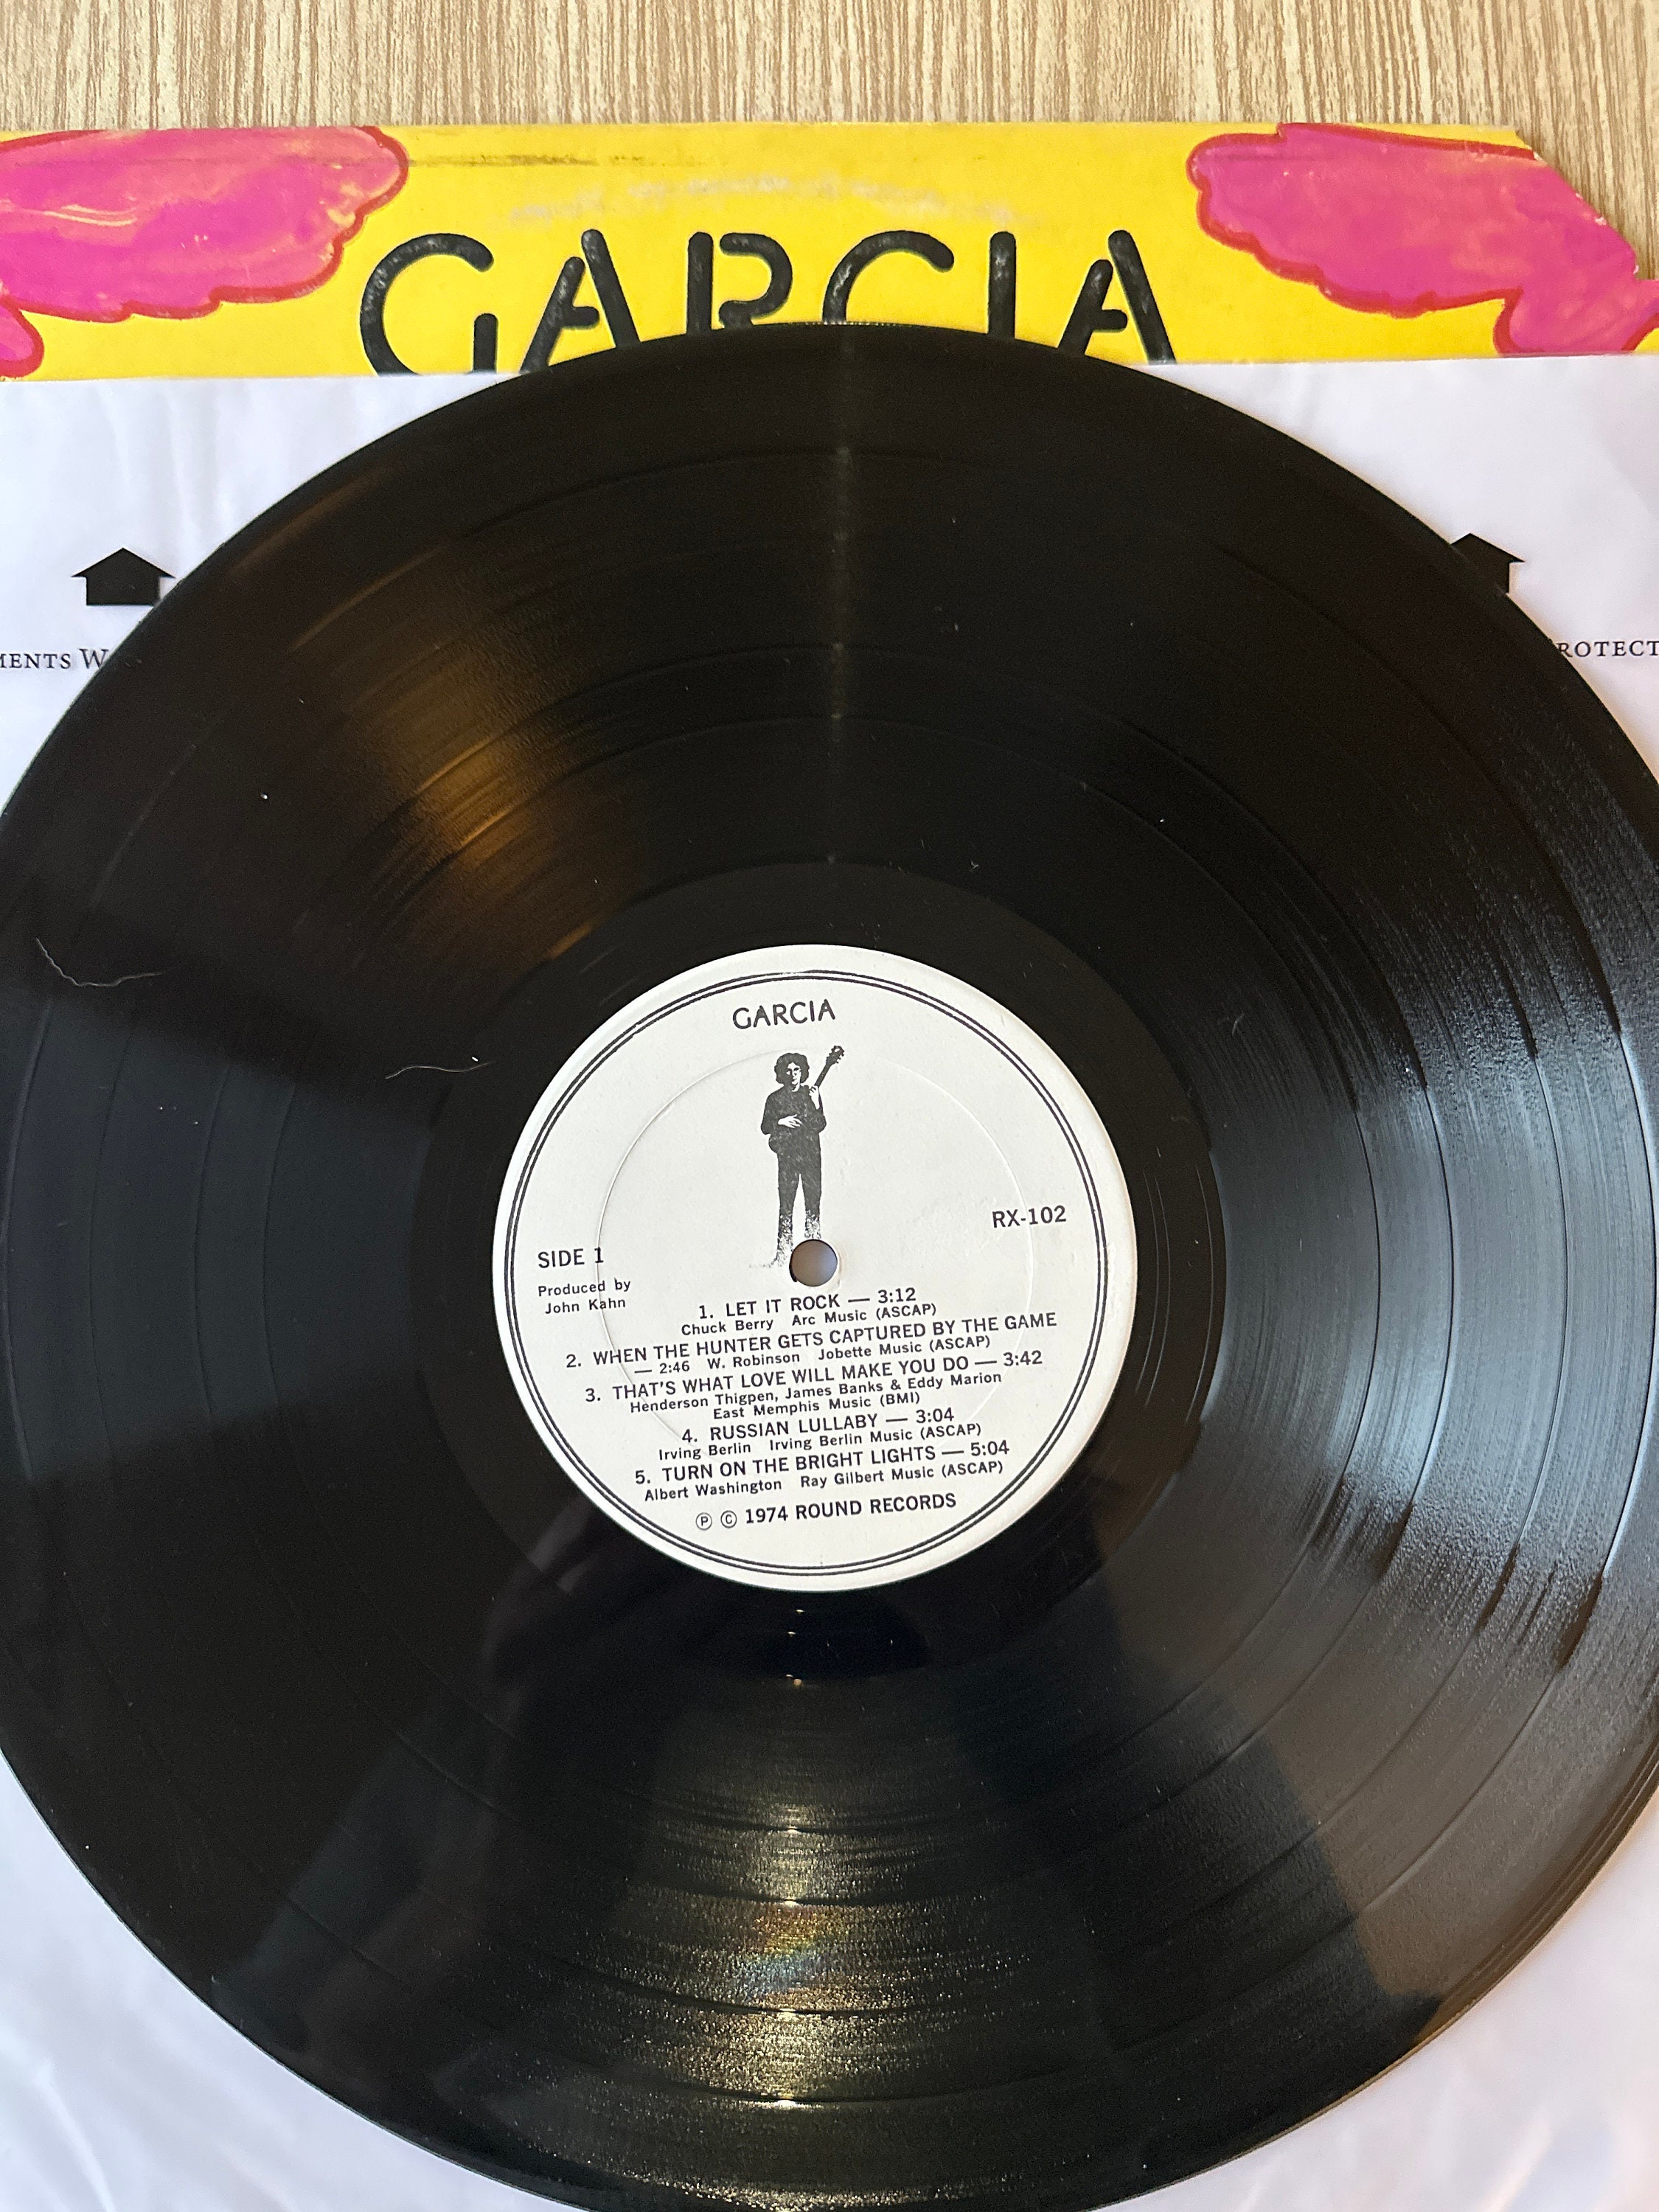 GARCIA
MENTS W
ROTECT
GARCIA
RX-102
SIDE 1
Produced by
John Kahn
1. LET IT ROCK — 3:12
Chuck Berry Arc Music (ASCAP)
2. WHEN THE HUNTER GETS CAPTURED BY THE GAME
— 2:46 W. Robinson Jobette Music (ASCAP)
3. THAT'S WHAT LOVE WILL MAKE YOU DO — 3:42
Henderson Thigpen, James Banks & Eddy Marion
East Memphis Music (BMI)
4. RUSSIAN LULLABY — 3:04
Irving Berlin Irving Berlin Music (ASCAP)
5. TURN ON THE BRIGHT LIGHTS — 5:04
Albert Washington Ray Gilbert Music (ASCAP)
Ⓟ © 1974 ROUND RECORDS